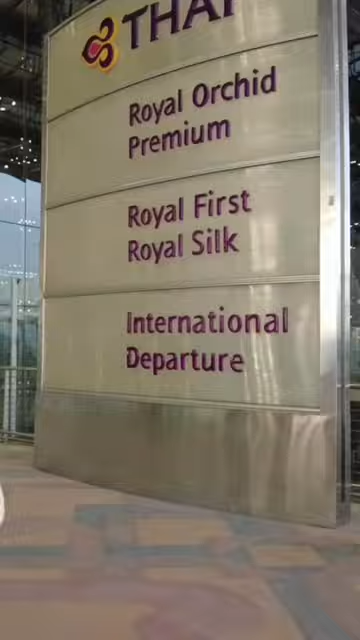 THAI
Royal Orchid
Premium
Royal First
Royal Silk
International
Departure